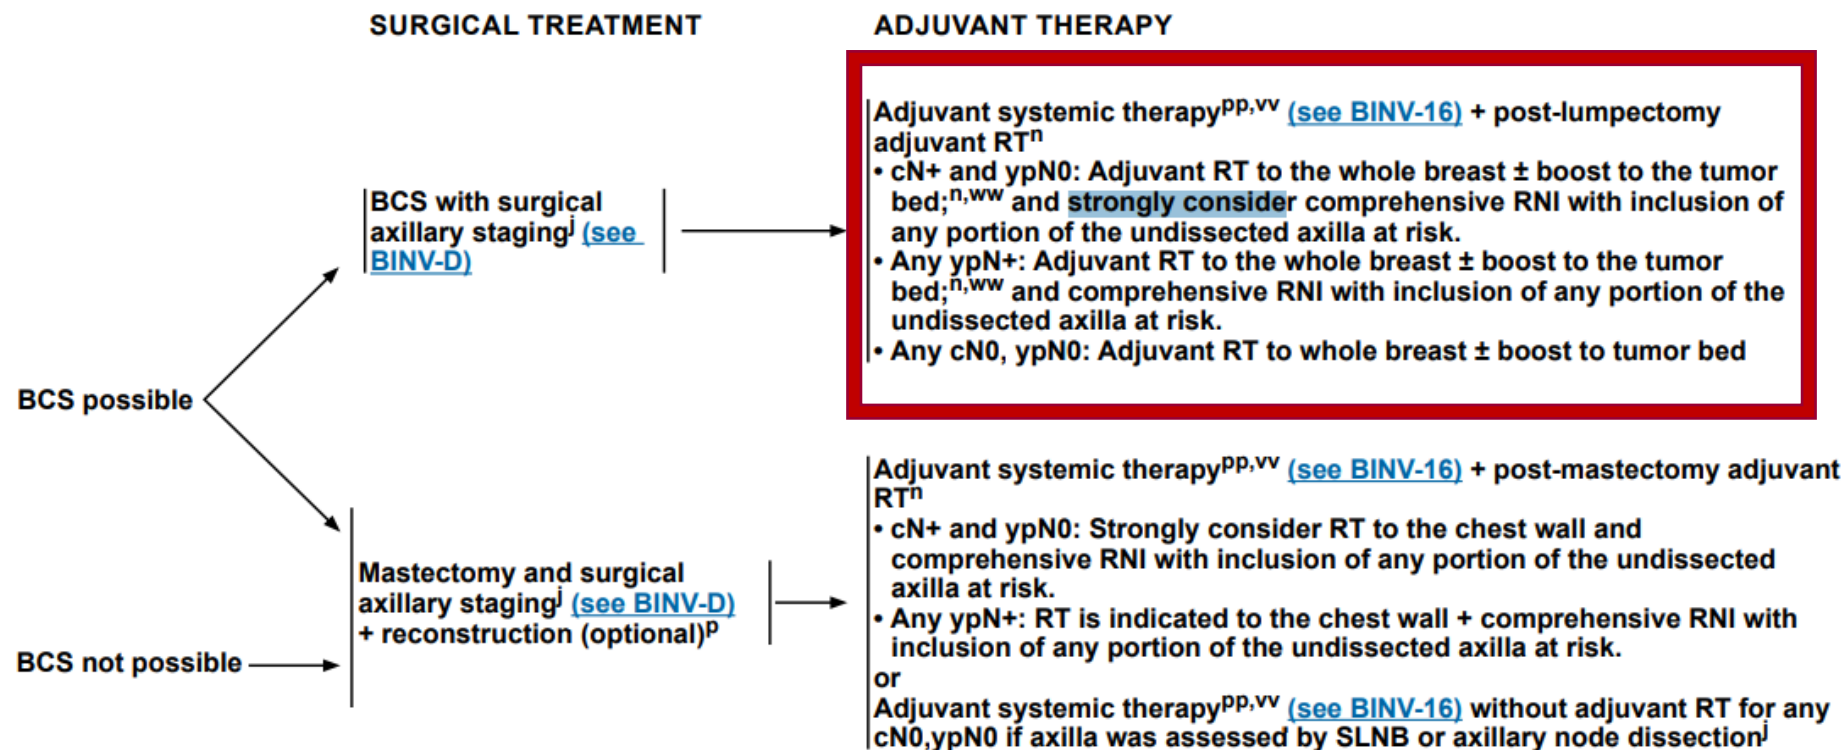 SURGICAL TREATMENT
ADJUVANT THERAPY
BCS possible
BCS not possible
BCS with surgical
axillary stagingʲ (see
BINV-D)
Mastectomy and surgical
axillary stagingʲ (see BINV-D)
+ reconstruction (optional)ᵖ
Adjuvant systemic therapyᵖᵖ,ᵛᵛ (see BINV-16) + post-lumpectomy
adjuvant RTⁿ
• cN+ and ypN0: Adjuvant RT to the whole breast ± boost to the tumor
bed;ⁿ,ʷʷ and strongly consider comprehensive RNI with inclusion of
any portion of the undissected axilla at risk.
• Any ypN+: Adjuvant RT to the whole breast ± boost to the tumor
bed;ⁿ,ʷʷ and comprehensive RNI with inclusion of any portion of the
undissected axilla at risk.
• Any cN0, ypN0: Adjuvant RT to whole breast ± boost to tumor bed
Adjuvant systemic therapyᵖᵖ,ᵛᵛ (see BINV-16) + post-mastectomy adjuvant
RTⁿ
• cN+ and ypN0: Strongly consider RT to the chest wall and
comprehensive RNI with inclusion of any portion of the undissected
axilla at risk.
• Any ypN+: RT is indicated to the chest wall + comprehensive RNI with
inclusion of any portion of the undissected axilla at risk.
or
Adjuvant systemic therapyᵖᵖ,ᵛᵛ (see BINV-16) without adjuvant RT for any
cN0,ypN0 if axilla was assessed by SLNB or axillary node dissectionʲ